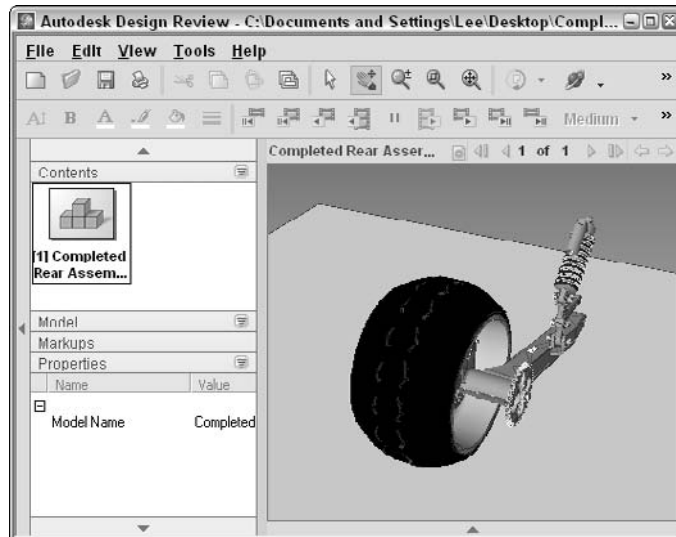 Autodesk Design Review - C:\Documents and Settings\Lee\Desktop\Compl...
File Edit View Tools Help
AI B A Medium
Completed Rear Asser... 1 of 1
Contents
[1] Completed
Rear Assem...
Model
Markups
Properties
Name Value
Model Name Completed